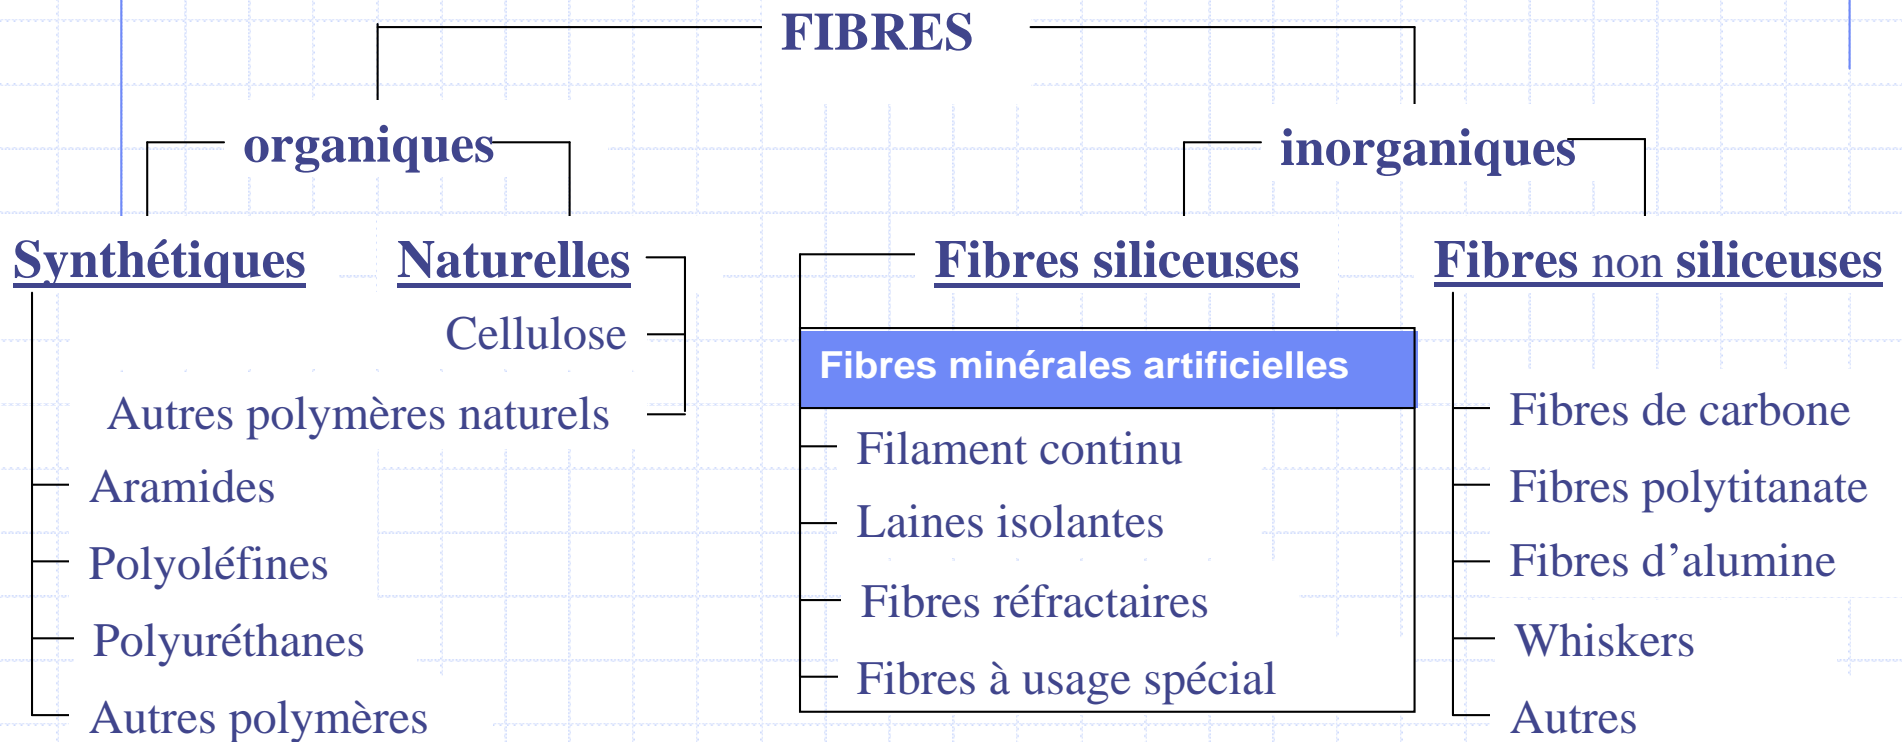 FIBRES
organiques
inorganiques
Synthétiques
Naturelles
Cellulose
Autres polymères naturels
Aramides
Polyoléfines
Polyuréthanes
Autres polymères
Fibres siliceuses
Fibres minérales artificielles
Filament continu
Laines isolantes
Fibres réfractaires
Fibres à usage spécial
Fibres non siliceuses
Fibres de carbone
Fibres polytitanate
Fibres d’alumine
Whiskers
Autres